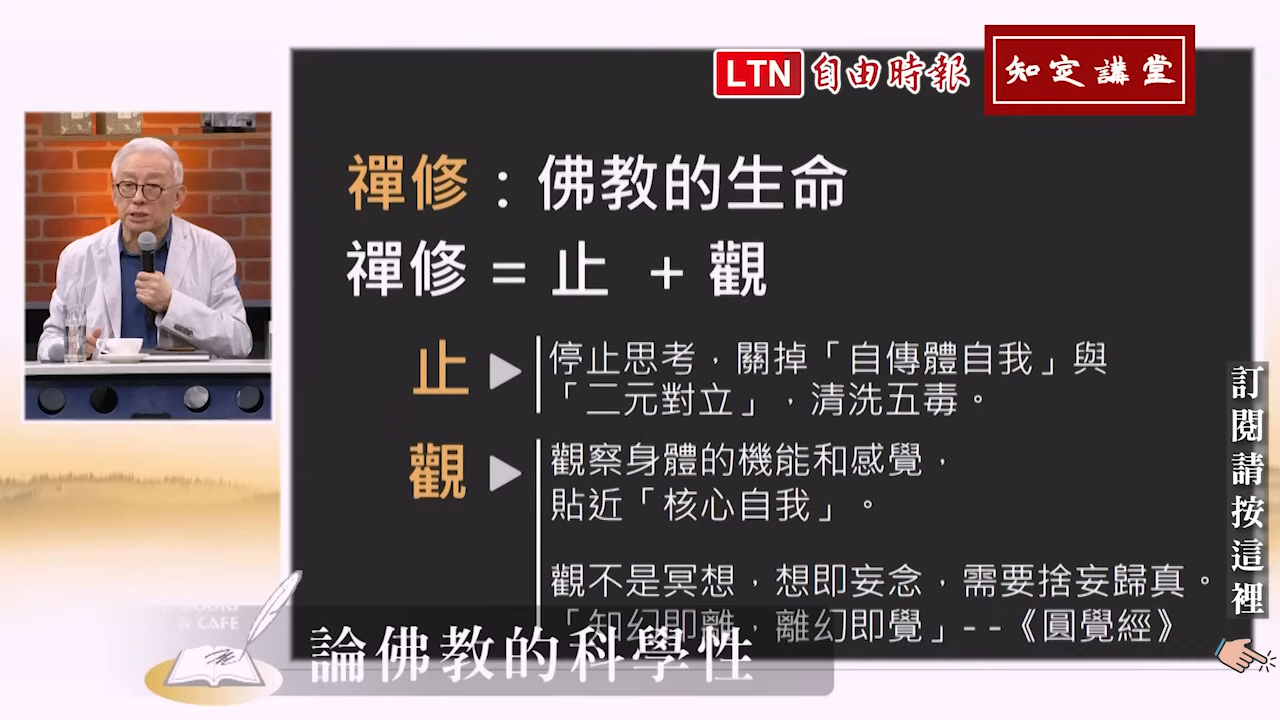 LTN 自由時報
知定講堂
禪修：佛教的生命
禪修 = 止 + 觀
止
停止思考，關掉「自傳體自我」與
「二元對立」，清洗五毒。
觀
觀察身體的機能和感覺，
貼近「核心自我」。
觀不是冥想，想即妄念，需要捨妄歸真。
「知幻即離，離幻即覺」--《圓覺經》
& CAFE
論佛教的科學性
訂閱請按這裡